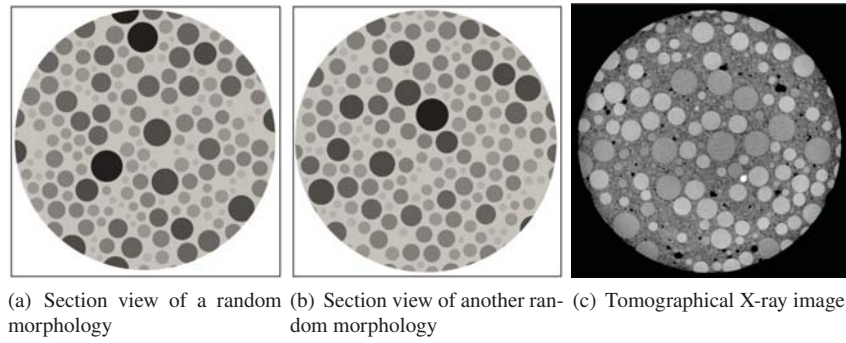 (a) Section view of a random morphology
(b) Section view of another ran-
dom morphology
(c) Tomographical X-ray image